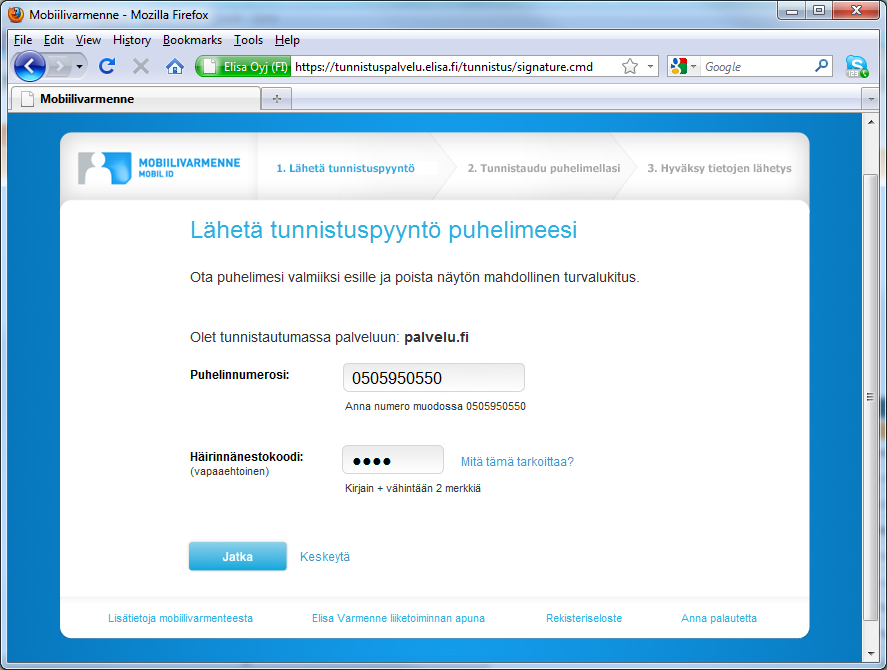 Mobiilivarmenne - Mozilla Firefox
File Edit View History Bookmarks Tools Help
Elisa Oyj (FI) https://tunnistuspalvelu.elisa.fi/tunnistus/signature.cmd Google
Mobiilivarmenne
MOBIILIVARMENNE
MOBIL ID
1. Lähetä tunnistuspyyntö 2. Tunnistaudu puhelimellasi 3. Hyväksy tietojen lähetys
Lähetä tunnistuspyyntö puhelimeesi
Ota puhelimesi valmiiksi esille ja poista näytön mahdollinen turvalukitus.
Olet tunnistautumassa palveluun: palvelu.fi
Puhelinnumerosi: 0505950550
Anna numero muodossa 0505950550
Häirinnänestokoodi: ●●●● Mitä tämä tarkoittaa?
(vapaaehtoinen)
Kirjain + vähintään 2 merkkiä
Jatka Keskeytä
Lisätietoja mobiilivarmenteesta Elisa Varmenne liiketoiminnan apuna Rekisteriseloste Anna palautetta